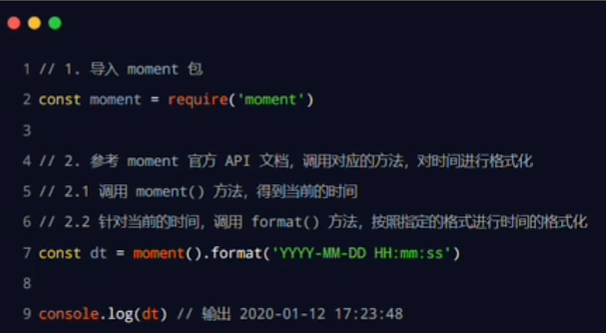 1 // 1. 导入 moment 包
2 const moment = require('moment')
3
4 // 2. 参考 moment 官方 API 文档，调用对应的方法，对时间进行格式化
5 // 2.1 调用 moment() 方法，得到当前的时间
6 // 2.2 针对当前的时间，调用 format() 方法，按照指定的格式进行时间的格式化
7 const dt = moment().format('YYYY-MM-DD HH:mm:ss')
8
9 console.log(dt) // 输出 2020-01-12 17:23:48